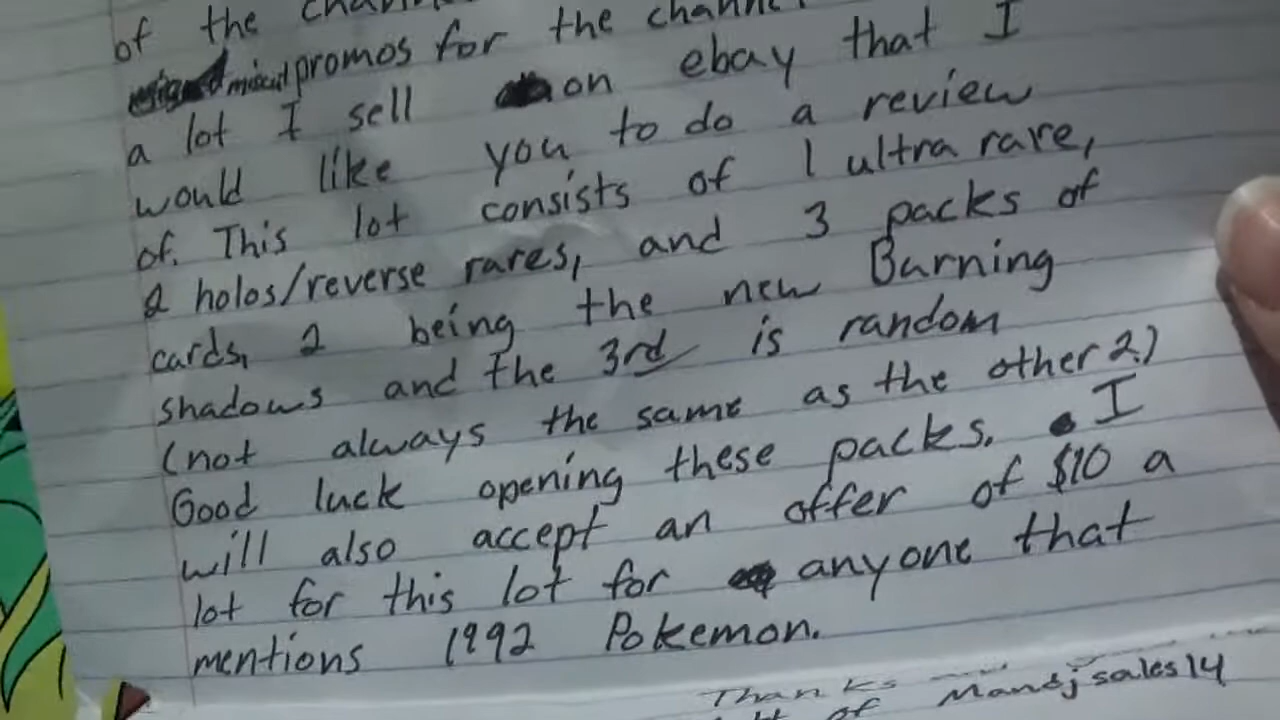 of the
promos for the channel
a lot I sell on ebay that I
would like you to do a review
of. This lot consists of 1 ultra rare,
2 holos/reverse rares, and 3 packs of
cards, 2 being the new Burning
shadows and the 3rd is random
(not always the same as the other 2.)
Good luck opening these packs. I
will also accept an offer of $10 a
lot for this lot for anyone that
mentions 1992 Pokemon.
Thanks
of Mandjsales14